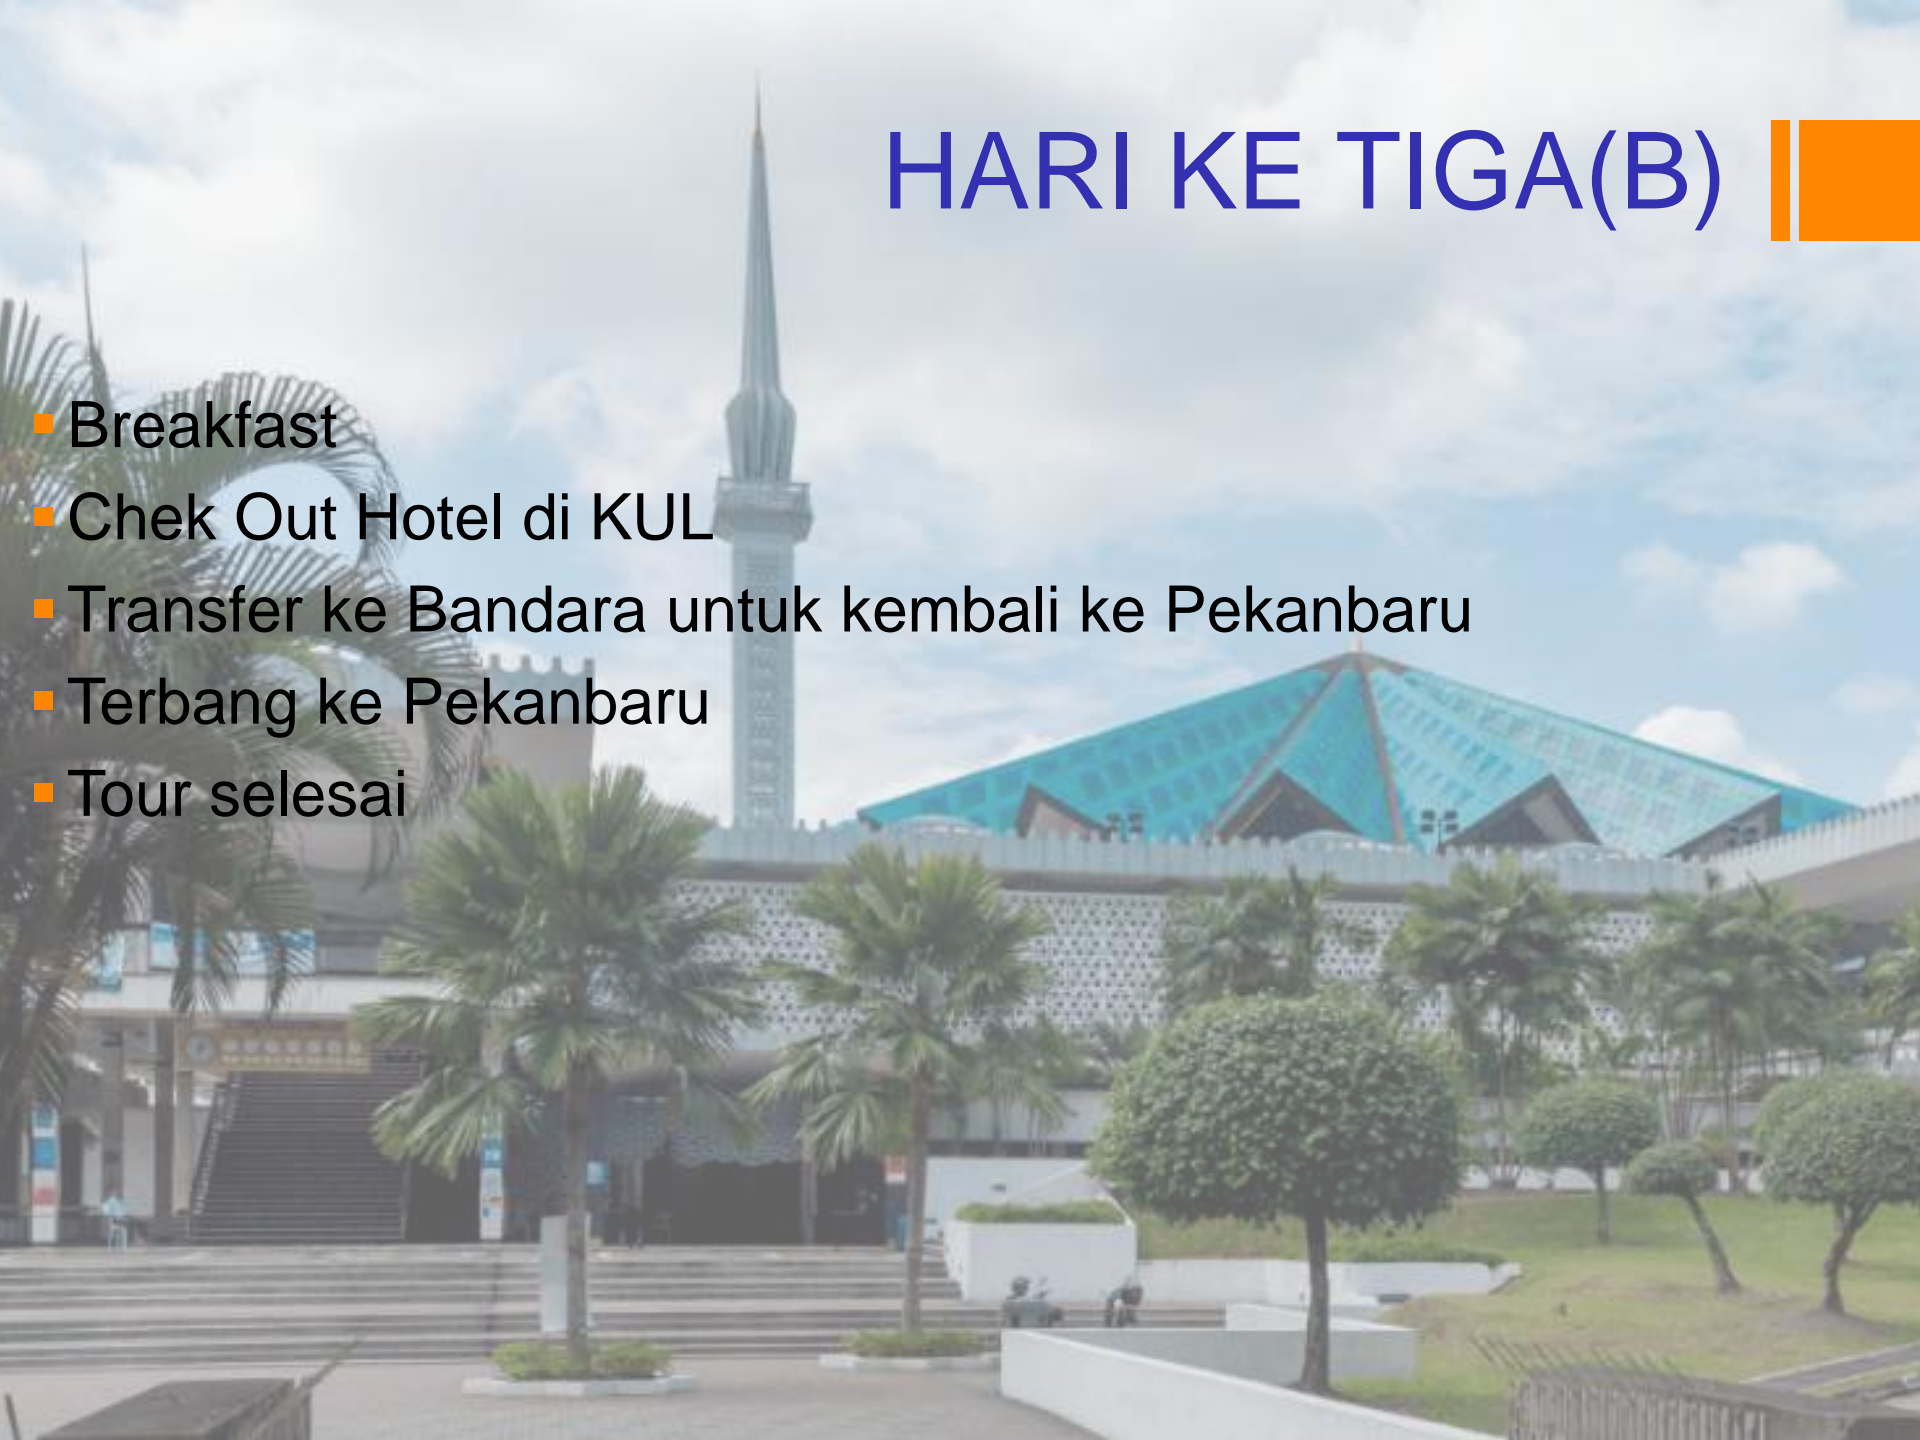 HARI KE TIGA(B)
Breakfast
Chek Out Hotel di KUL
Transfer ke Bandara untuk kembali ke Pekanbaru
Terbang ke Pekanbaru
Tour selesai